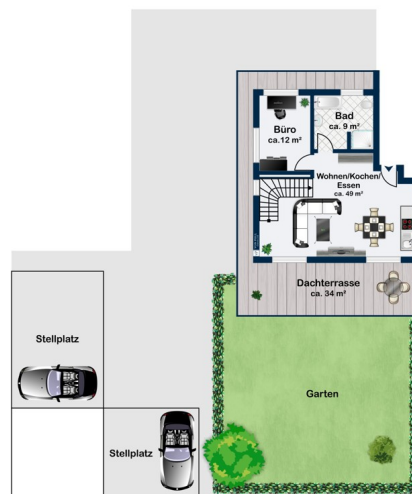 Büro
ca.12 m²
Bad
ca. 9 m²
Wohnen/Kochen/
Essen
ca. 49 m²
Dachterrasse
ca. 34 m²
Stellplatz
Garten
Stellplatz